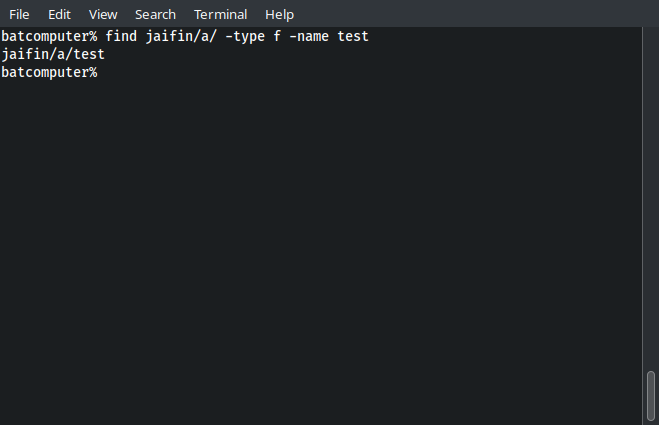 File Edit View Search Terminal Help
batcomputer% find jaifin/a/ -type f -name test
jaifin/a/test
batcomputer%